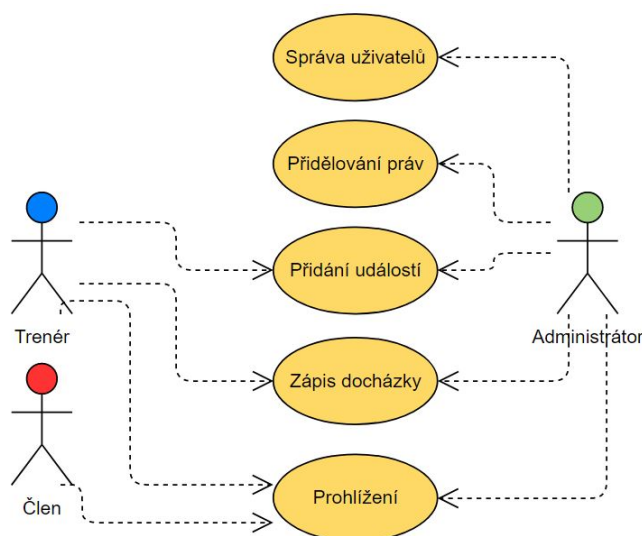 Správa uživatelů
Přidělování práv
Přidání událostí
Trenér
Administrátor
Zápis docházky
Prohlížení
Člen